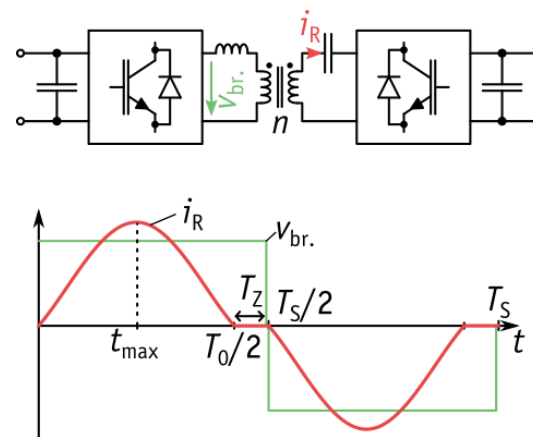 i_R
v_br.
n
i_R
v_br.
T_Z
T_S/2
T_S
t_max
T_0/2
t